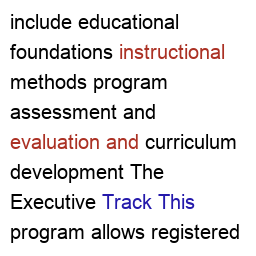 include educational
foundations instructional
methods program
assessment and
evaluation and curriculum
development The
Executive Track This
program allows registered